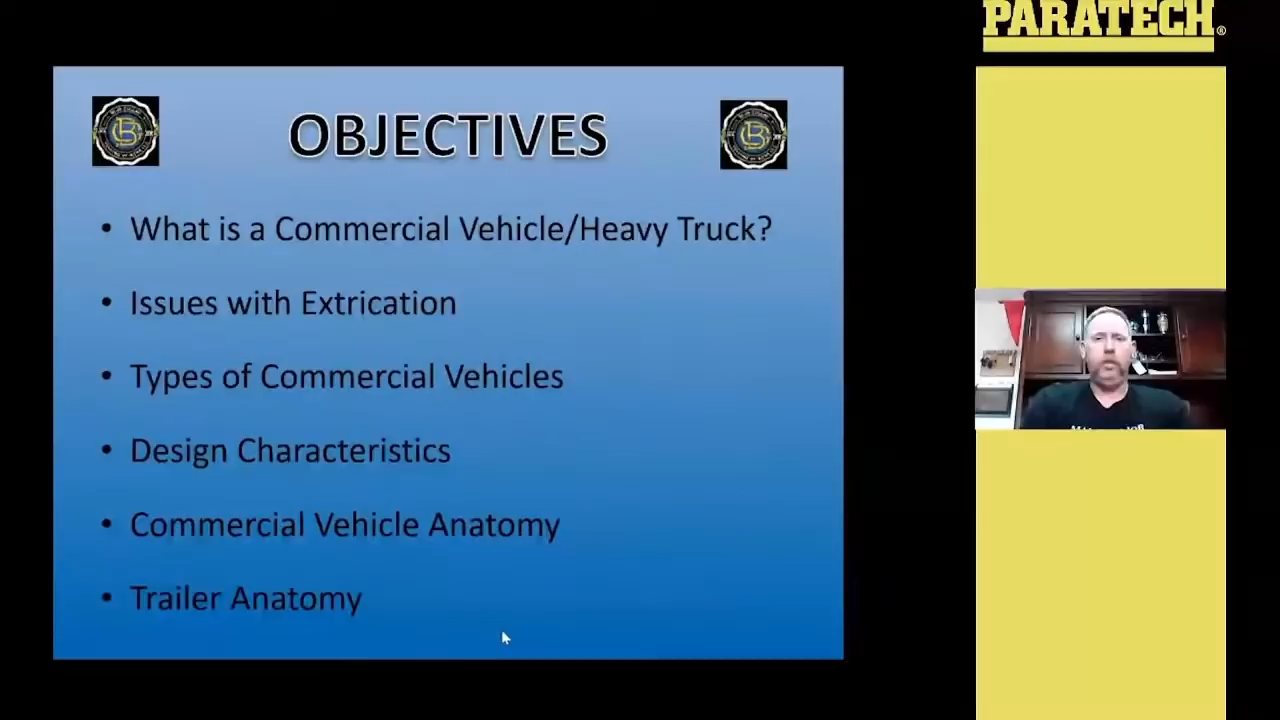 PARATECH®
OBJECTIVES
• What is a Commercial Vehicle/Heavy Truck?
• Issues with Extrication
• Types of Commercial Vehicles
• Design Characteristics
• Commercial Vehicle Anatomy
• Trailer Anatomy